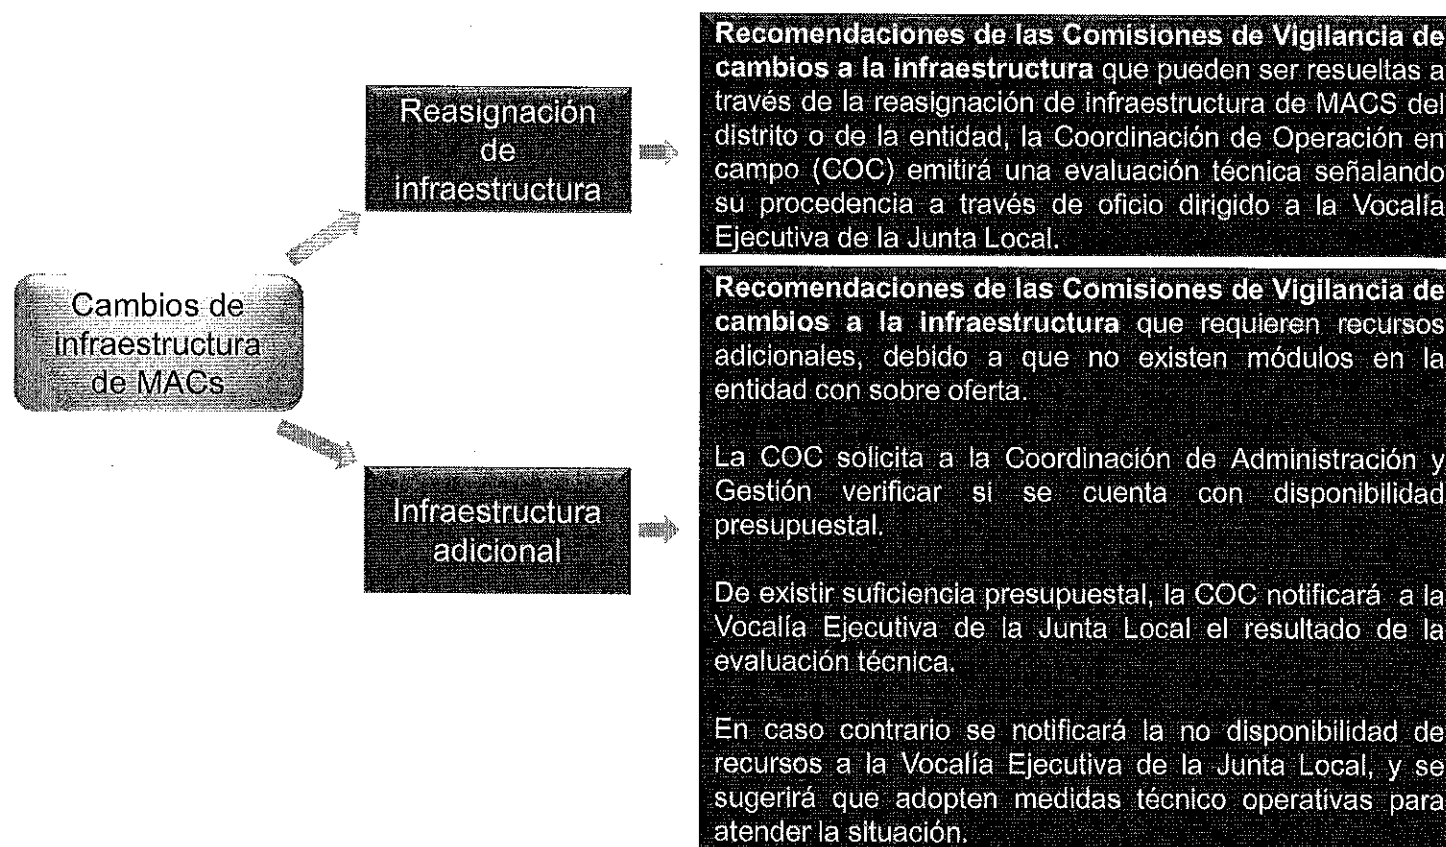 Cambios de
infraestructura
de MACs
Reasignación
de
infraestructura
Recomendaciones de las Comisiones de Vigilancia de
cambios a la infraestructura que pueden ser resueltas a
través de la reasignación de infraestructura de MACS del
distrito o de la entidad, la Coordinación de Operación en
campo (COC) emitirá una evaluación técnica señalando
su procedencia a través de oficio dirigido a la Vocalía
Ejecutiva de la Junta Local.
Infraestructura
adicional
Recomendaciones de las Comisiones de Vigilancia de
cambios a la infraestructura que requieren recursos
adicionales, debido a que no existen módulos en la
entidad con sobre oferta.
La COC solicita a la Coordinación de Administración y
Gestión verificar si se cuenta con disponibilidad
presupuestal.
De existir suficiencia presupuestal, la COC notificará a la
Vocalía Ejecutiva de la Junta Local el resultado de la
evaluación técnica.
En caso contrario se notificará la no disponibilidad de
recursos a la Vocalía Ejecutiva de la Junta Local, y se
sugerirá que adopten medidas técnico operativas para
atender la situación.